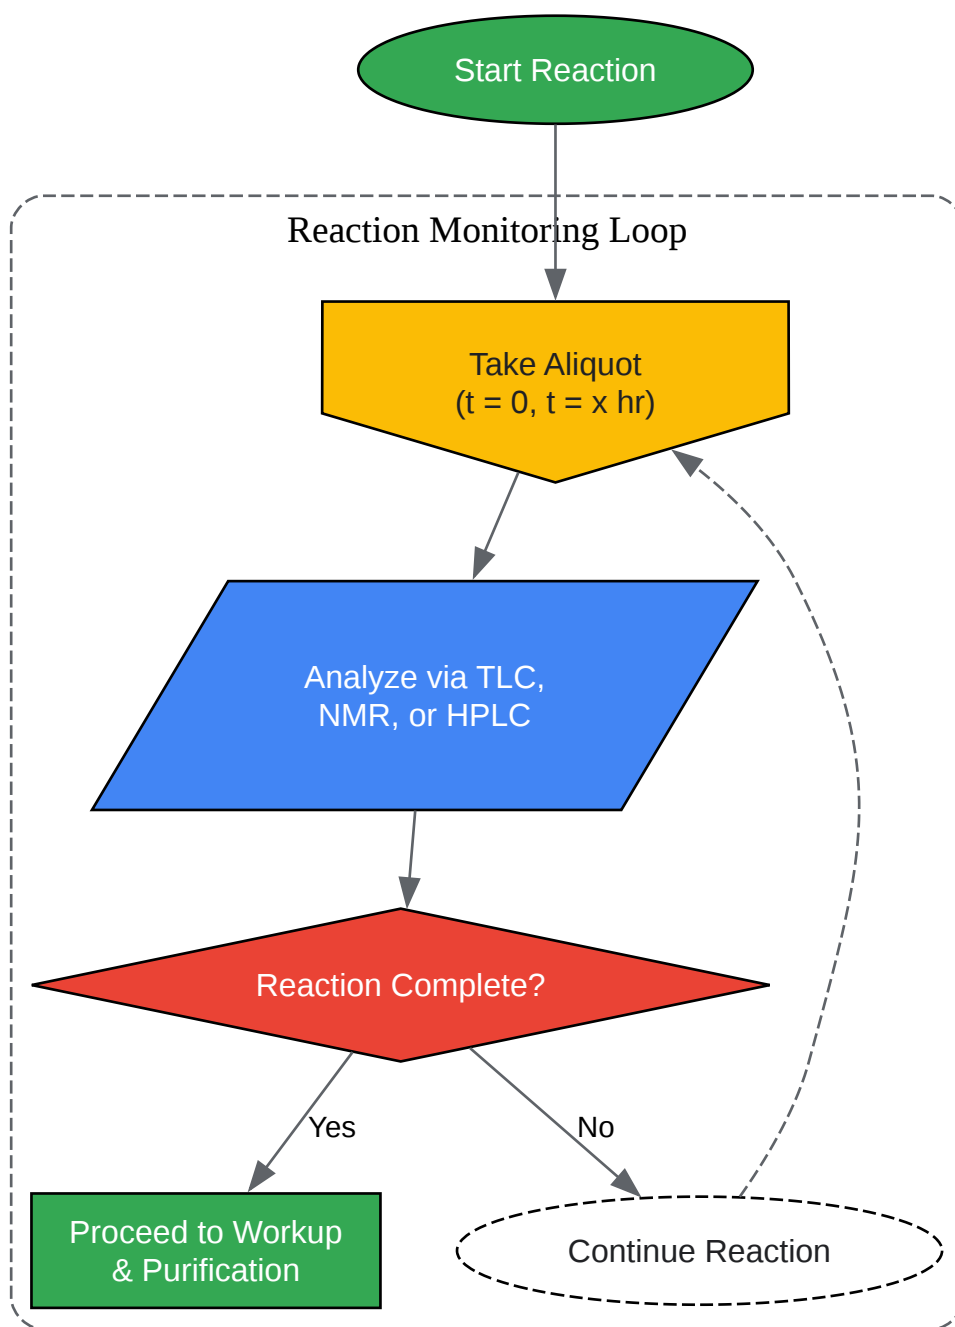 Start Reaction
Reaction Monitoring Loop
Take Aliquot
(t = 0, t = x hr)
Analyze via TLC,
NMR, or HPLC
Reaction Complete?
Yes
No
Proceed to Workup
& Purification
Continue Reaction